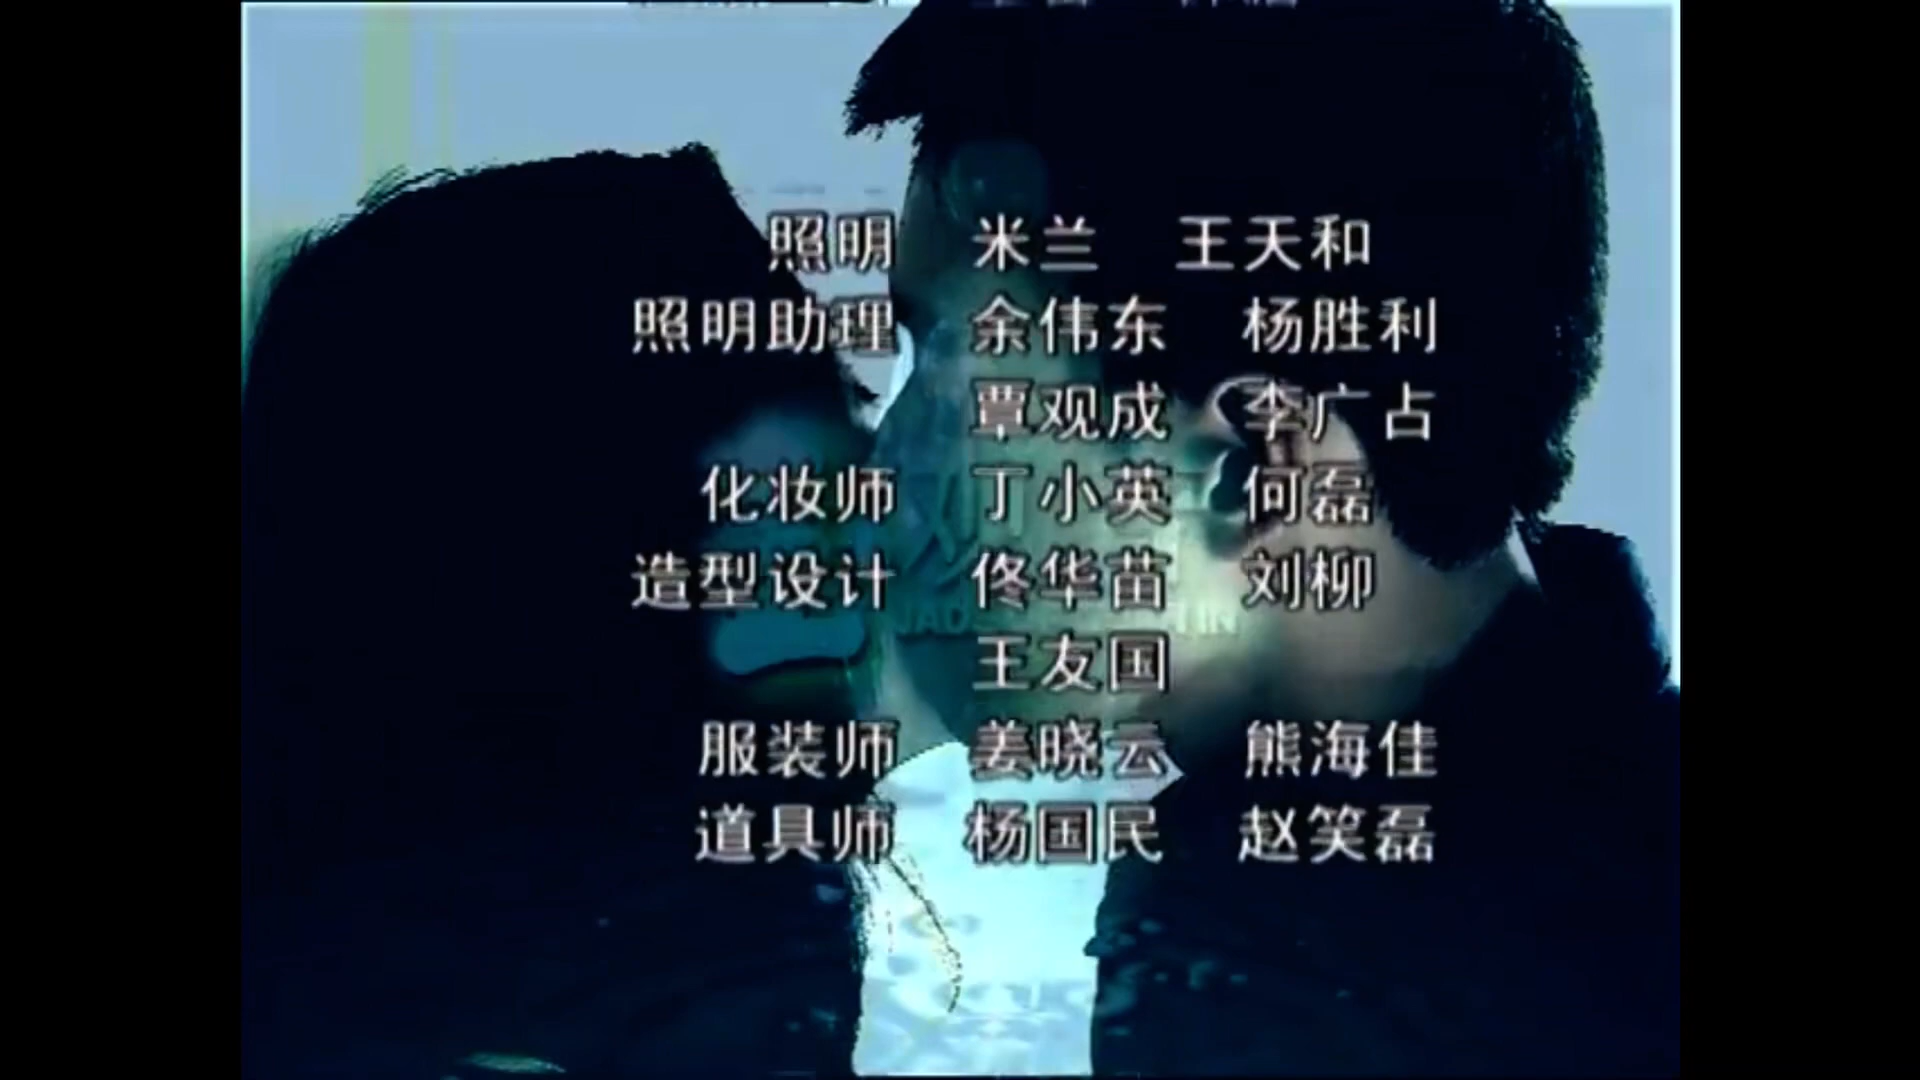 照明 米兰 王天和
照明助理 余伟东 杨胜利
覃观成 李广占
化妆师 丁小英 何磊
造型设计 佟华苗 刘柳
王友国
服装师 姜晓云 熊海佳
道具师 杨国民 赵笑磊